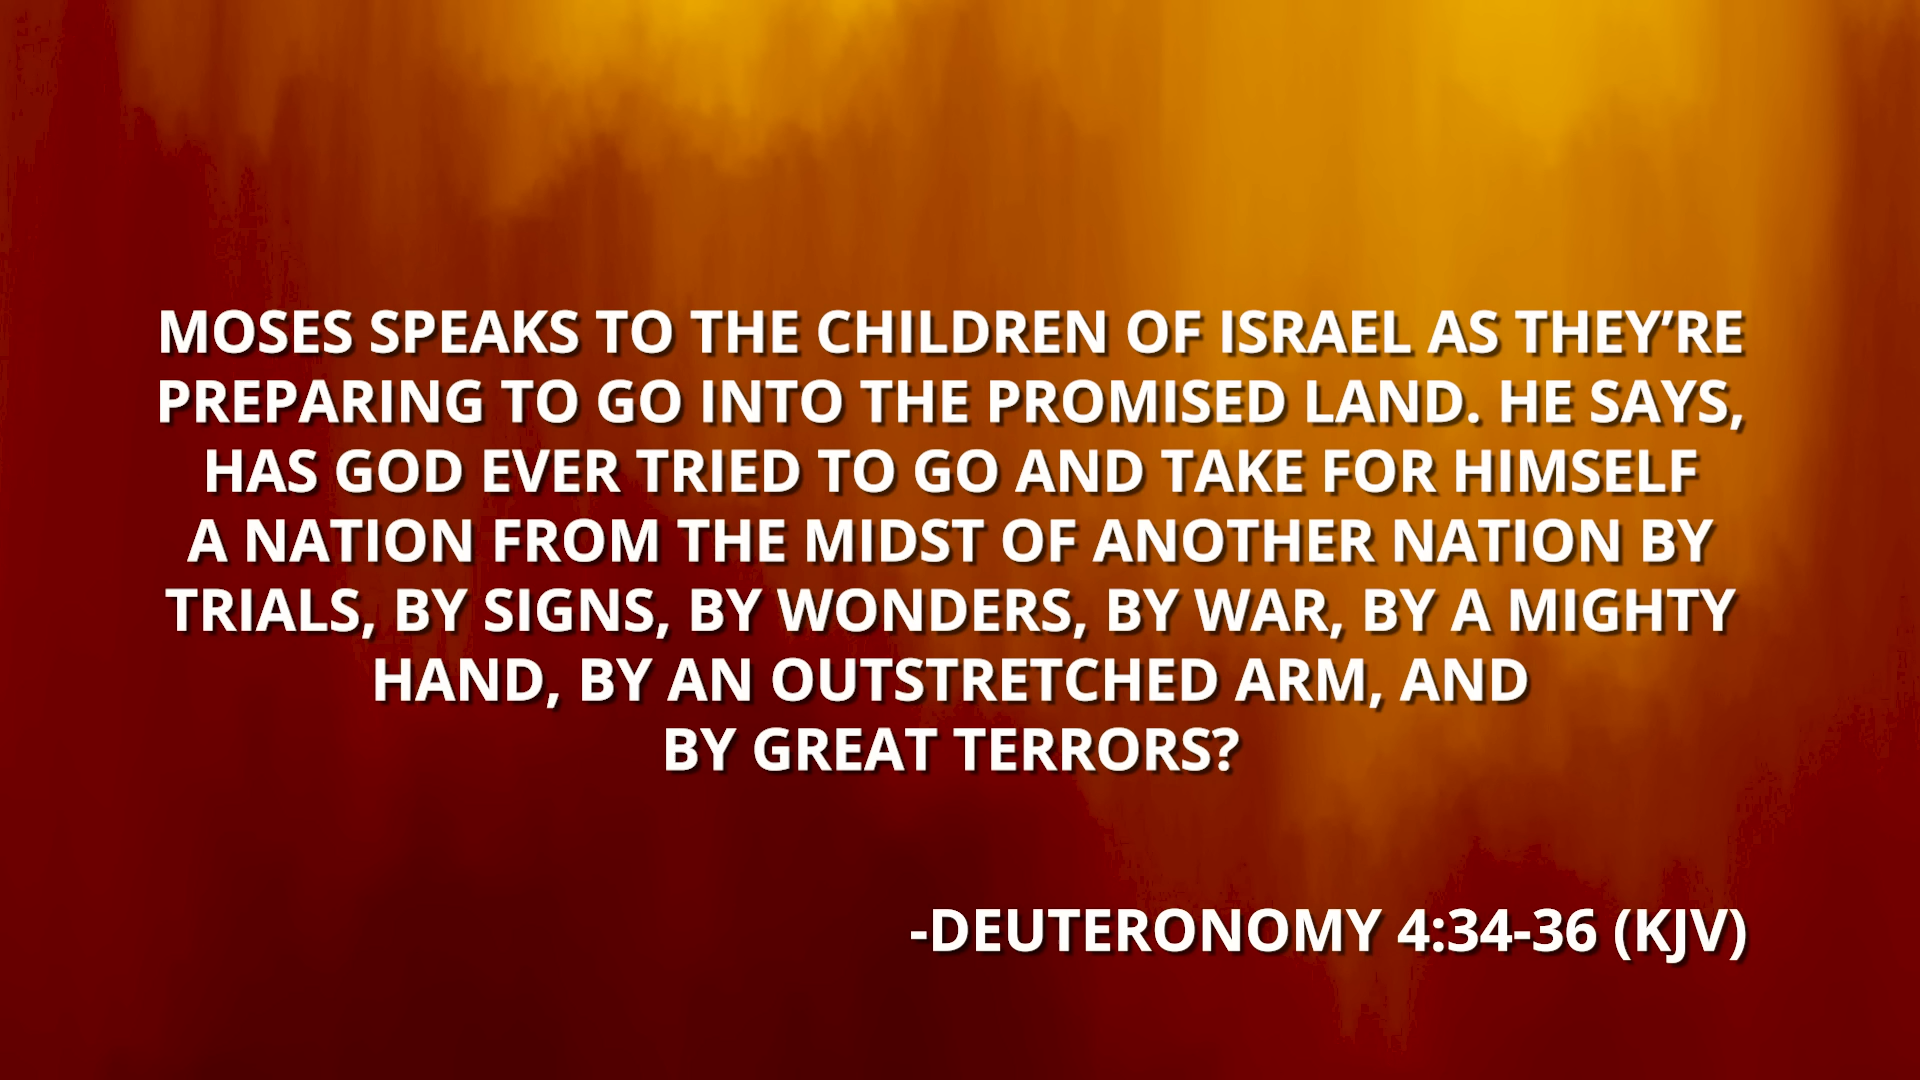 MOSES SPEAKS TO THE CHILDREN OF ISRAEL AS THEY’RE
PREPARING TO GO INTO THE PROMISED LAND. HE SAYS,
HAS GOD EVER TRIED TO GO AND TAKE FOR HIMSELF
A NATION FROM THE MIDST OF ANOTHER NATION BY
TRIALS, BY SIGNS, BY WONDERS, BY WAR, BY A MIGHTY
HAND, BY AN OUTSTRETCHED ARM, AND
BY GREAT TERRORS?
-DEUTERONOMY 4:34-36 (KJV)